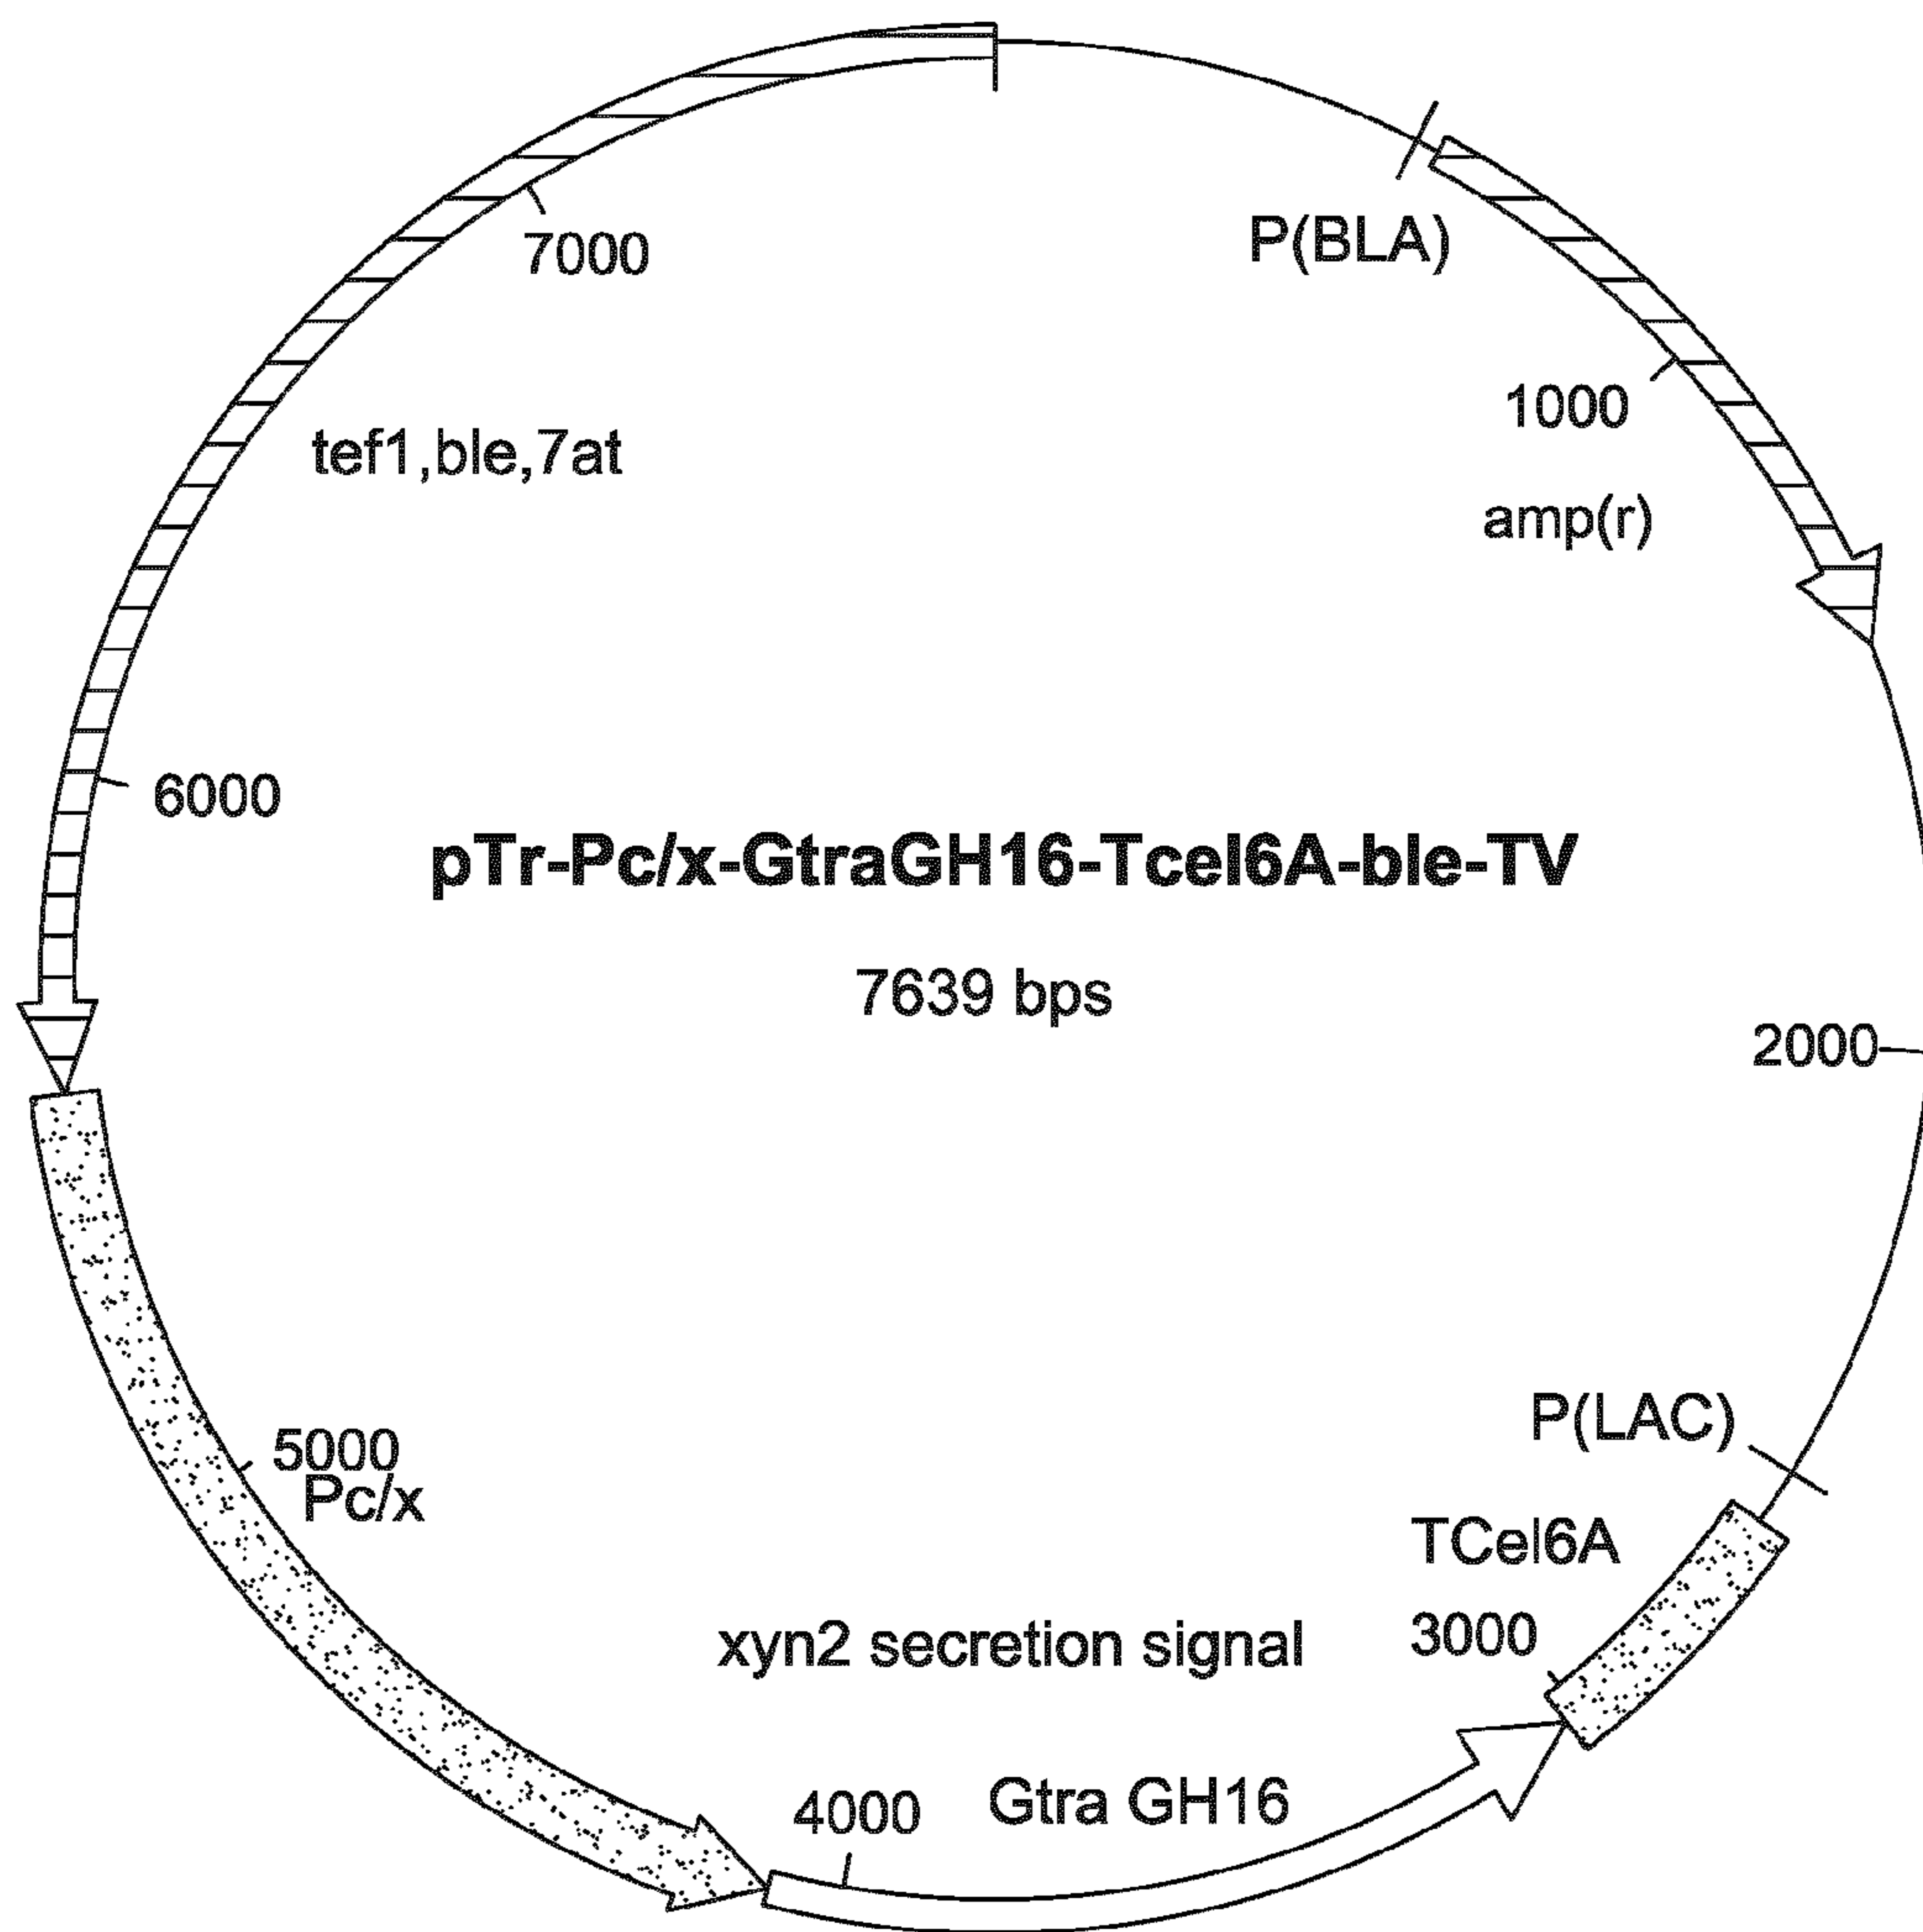 P(BLA)
7000
1000
tef1,ble,7at
amp(r)
6000
pTr-Pc/x-GtraGH16-Tcel6A-ble-TV
7639 bps
2000
P(LAC)
5000
Pc/x
TCel6A
3000
xyn2 secretion signal
4000
Gtra GH16